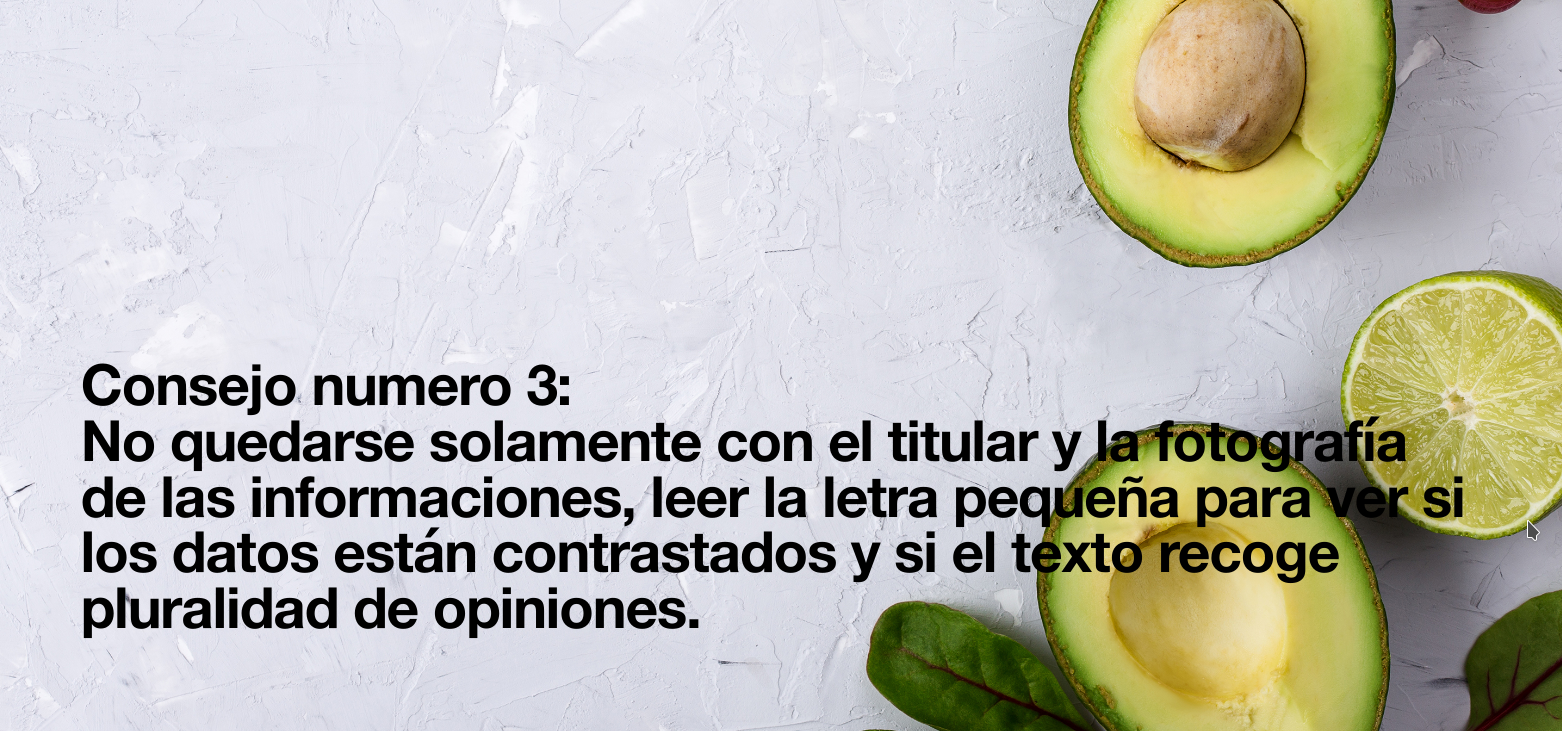 Consejo numero 3:
No quedarse solamente con el titular y la fotografía
de las informaciones, leer la letra pequeña para ver si
los datos están contrastados y si el texto recoge
pluralidad de opiniones.